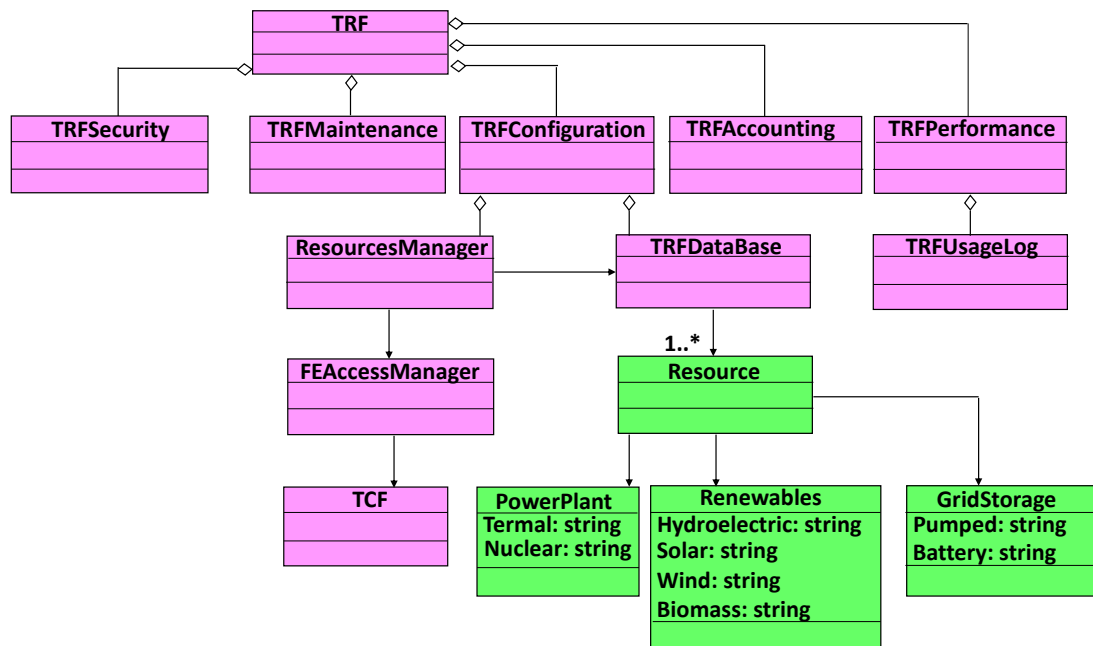 TRF
TRFSecurity
TRFMaintenance
TRFConfiguration
TRFAccounting
TRFPerformance
ResourcesManager
TRFDataBase
TRFUsageLog
1..*
FEAccessManager
Resource
TCF
PowerPlant
Termal: string
Nuclear: string
Renewables
Hydroelectric: string
Solar: string
Wind: string
Biomass: string
GridStorage
Pumped: string
Battery: string